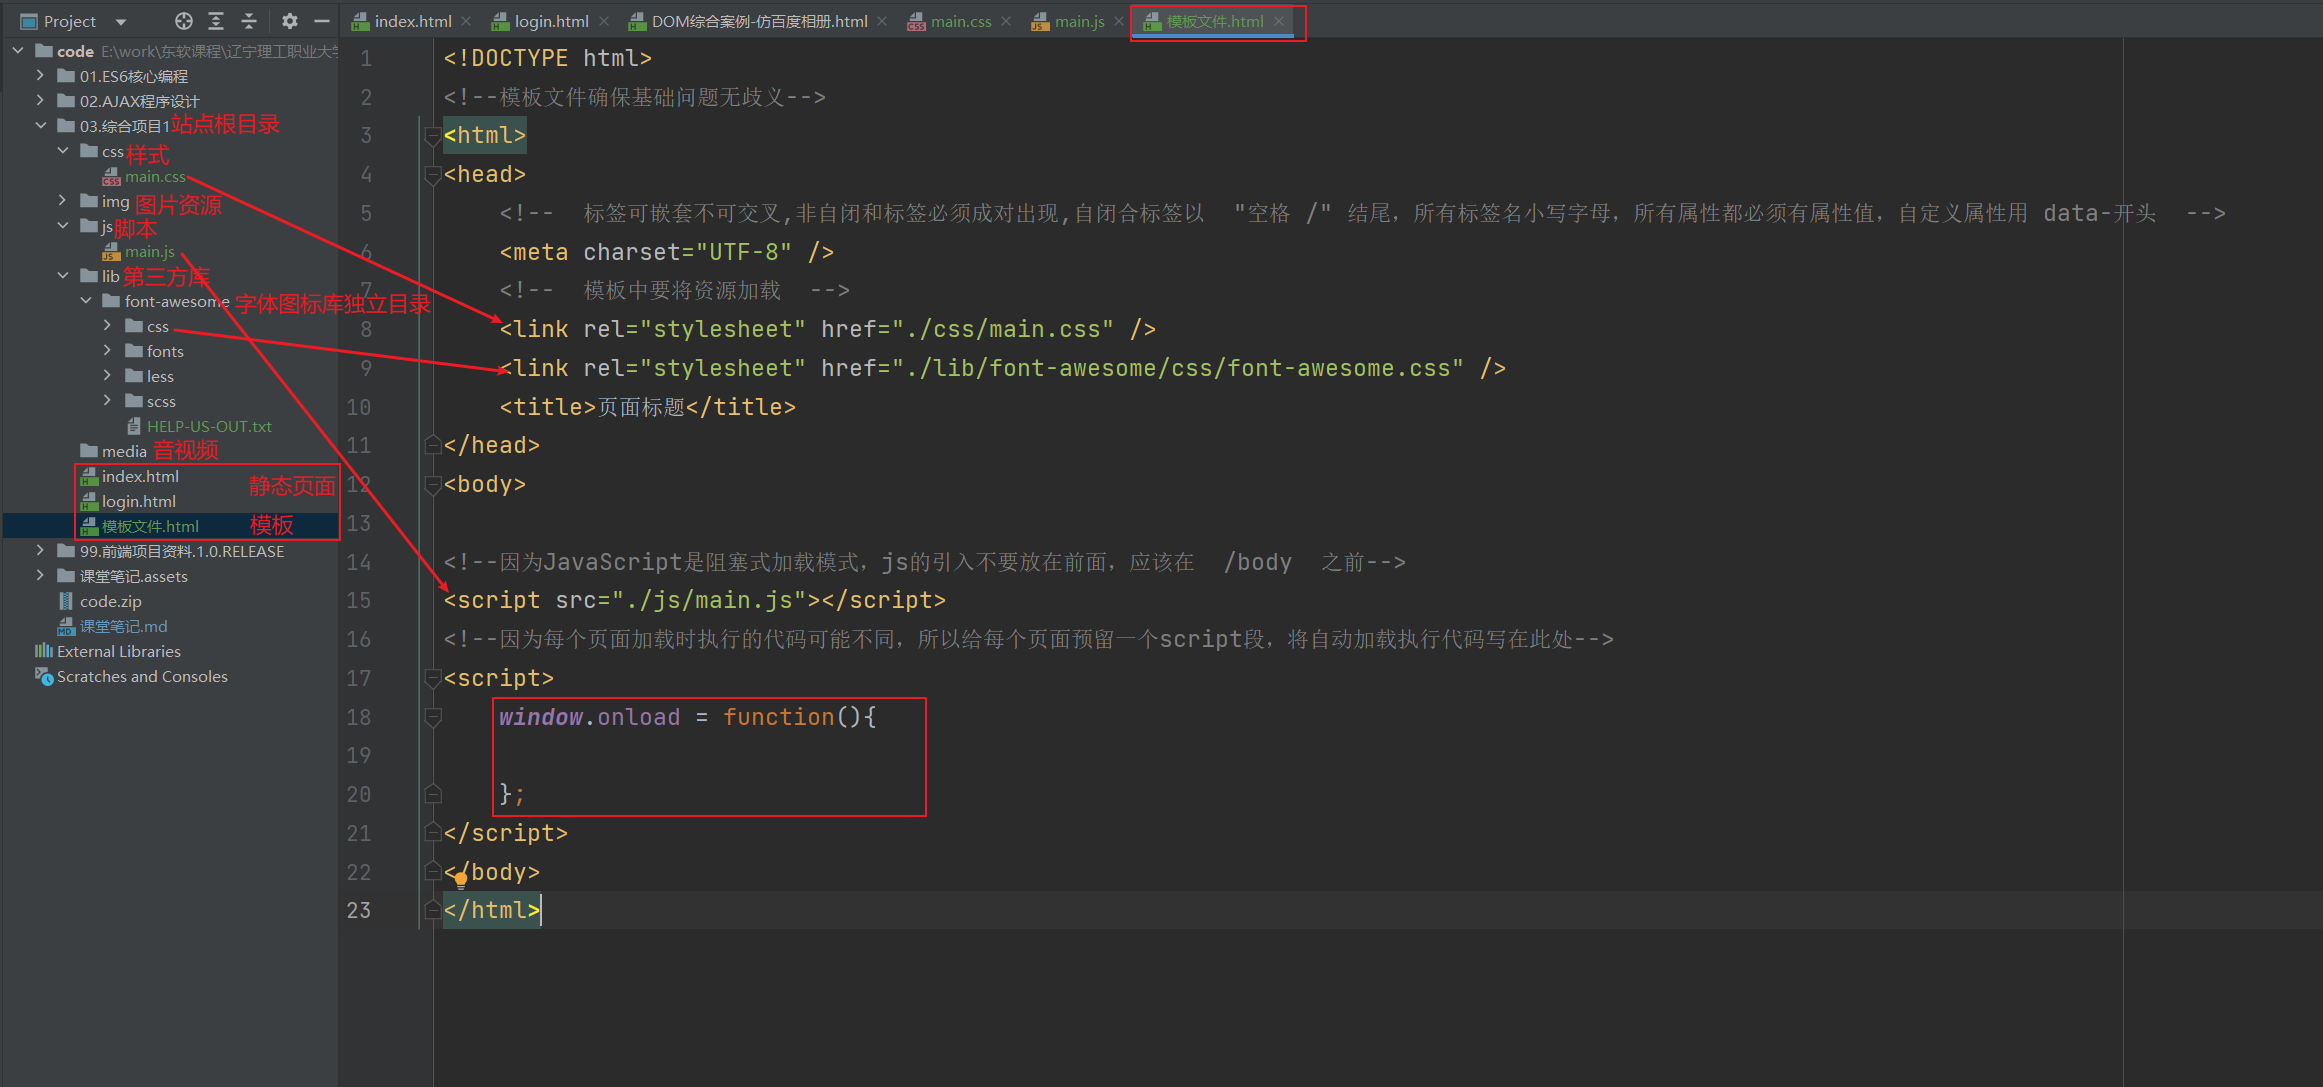 Project
index.html
login.html
DOM综合案例-仿百度相册.html
main.css
main.js
模板文件.html
code E:\work\东软课程\辽宁理工职业大学
01.ES6核心编程
02.AJAX程序设计
03.综合项目1 站点根目录
css 样式
main.css
img 图片资源
js 脚本
main.js
lib 第三方库
font-awesome 字体图标库独立目录
css
fonts
less
scss
HELP-US-OUT.txt
media 音视频
index.html
静态页面
login.html
模板文件.html 模板
99.前端项目资料.1.0.RELEASE
课堂笔记.assets
code.zip
课堂笔记.md
External Libraries
Scratches and Consoles
1 <!DOCTYPE html>
2 <!--模板文件确保基础问题无歧义-->
3 <html>
4 <head>
5 <!-- 标签可嵌套不可交叉,非自闭和标签必须成对出现,自闭合标签以 "空格 /" 结尾，所有标签名小写字母，所有属性都必须有属性值，自定义属性用 data-开头 -->
6 <meta charset="UTF-8" />
7 <!-- 模板中要将资源加载 -->
8 <link rel="stylesheet" href="./css/main.css" />
9 <link rel="stylesheet" href="./lib/font-awesome/css/font-awesome.css" />
10 <title>页面标题</title>
11 </head>
12 <body>
13
14 <!--因为JavaScript是阻塞式加载模式，js的引入不要放在前面，应该在 /body 之前-->
15 <script src="./js/main.js"></script>
16 <!--因为每个页面加载时执行的代码可能不同，所以给每个页面预留一个script段，将自动加载执行代码写在此处-->
17 <script>
18 window.onload = function(){
19
20 };
21 </script>
22 </body>
23 </html>